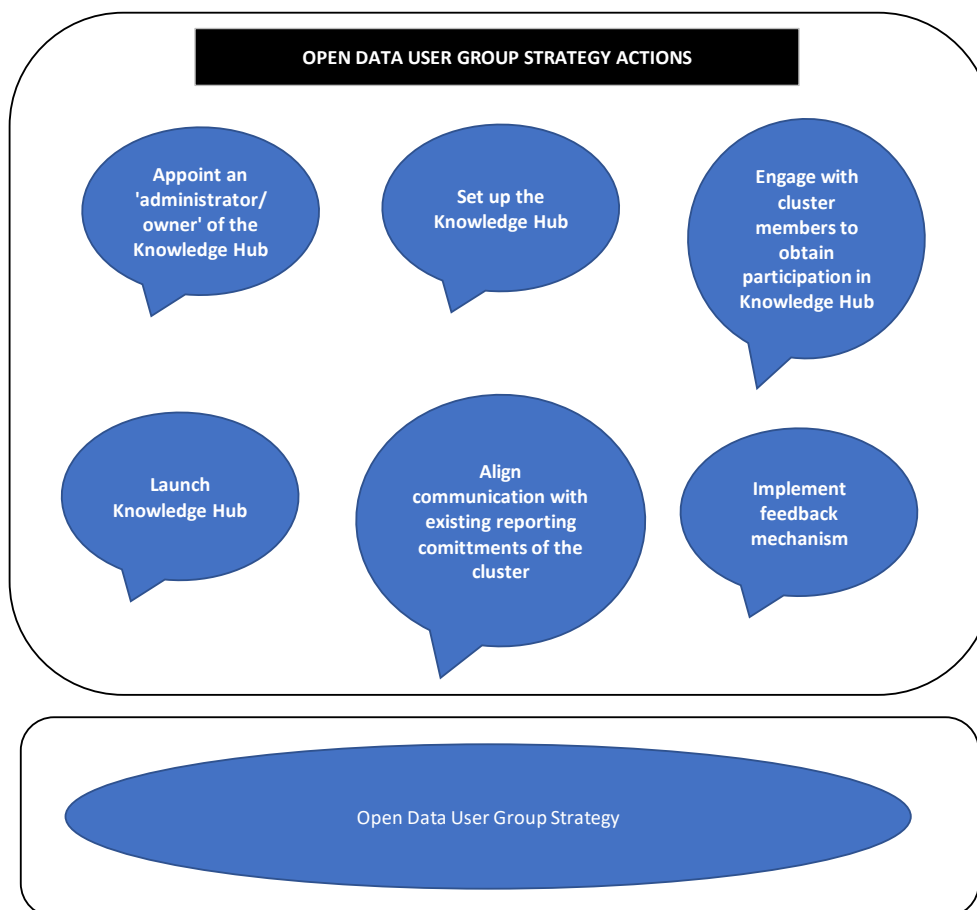 OPEN DATA USER GROUP STRATEGY ACTIONS
Appoint an
'administrator/
owner' of the
Knowledge Hub
Set up the
Knowledge Hub
Engage with
cluster
members to
obtain
participation in
Knowledge Hub
Launch
Knowledge Hub
Align
communication with
existing reporting
comittments of the
cluster
Implement
feedback
mechanism
Open Data User Group Strategy